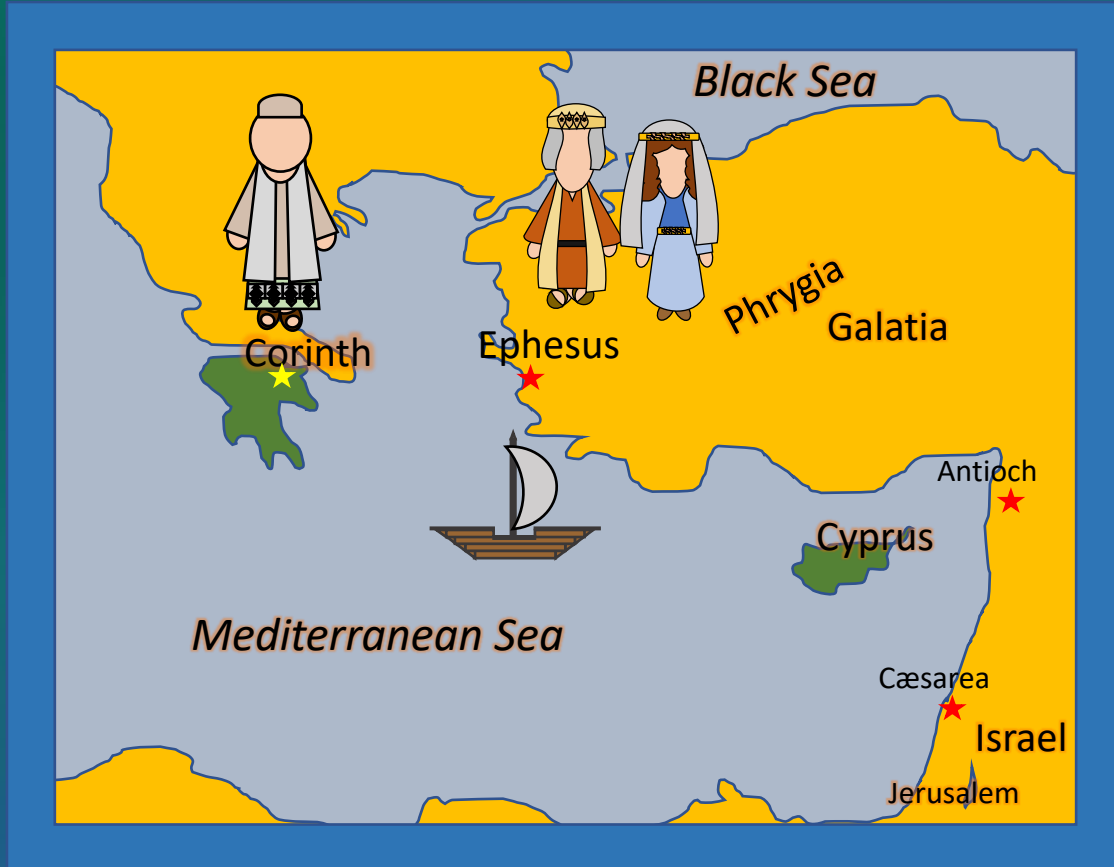 Black Sea
Phrygia
Galatia
Corinth
Ephesus
Antioch
Cyprus
Mediterranean Sea
Cæsarea
Israel
Jerusalem